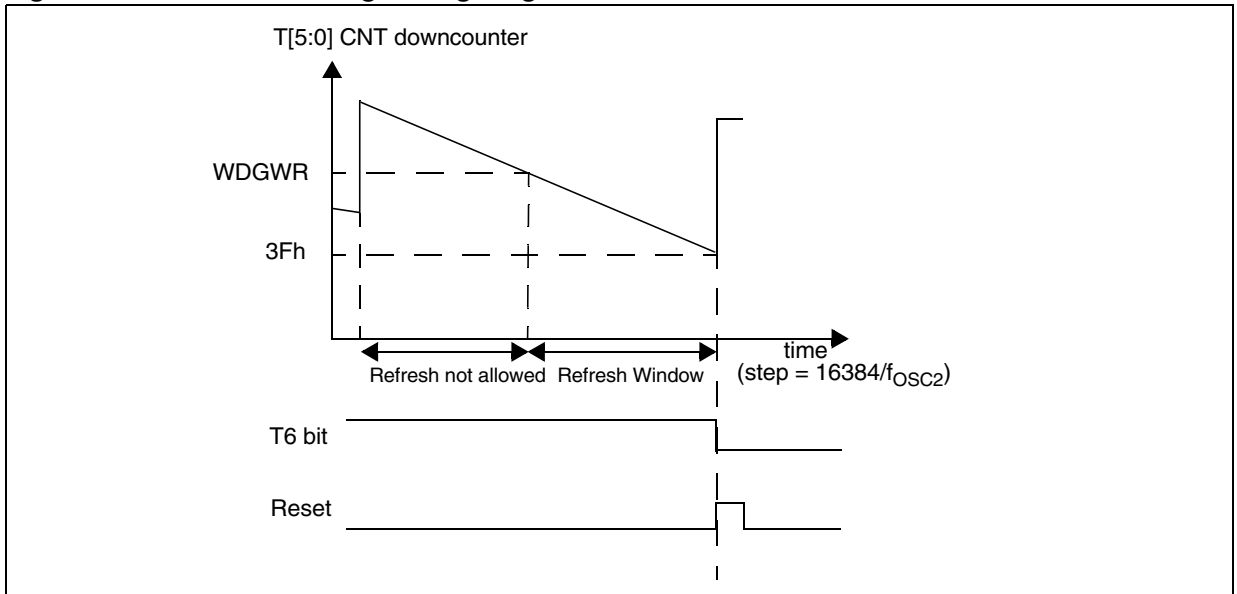 T[5:0] CNT downcounter
WDGWR
3Fh
time
Refresh not allowed Refresh Window (step = 16384/fOSC2)
T6 bit
Reset